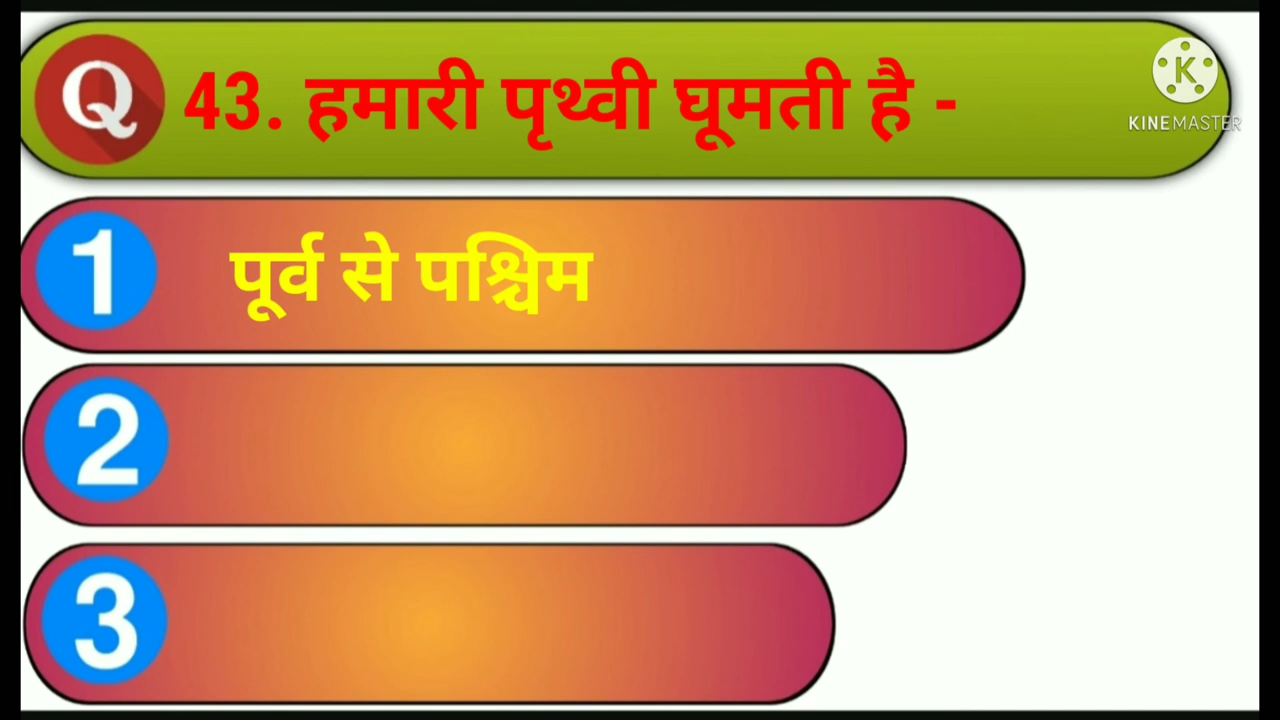 Q 43. हमारी पृथ्वी घूमती है -
K
KINEMASTER
1 पूर्व से पश्चिम
2
3